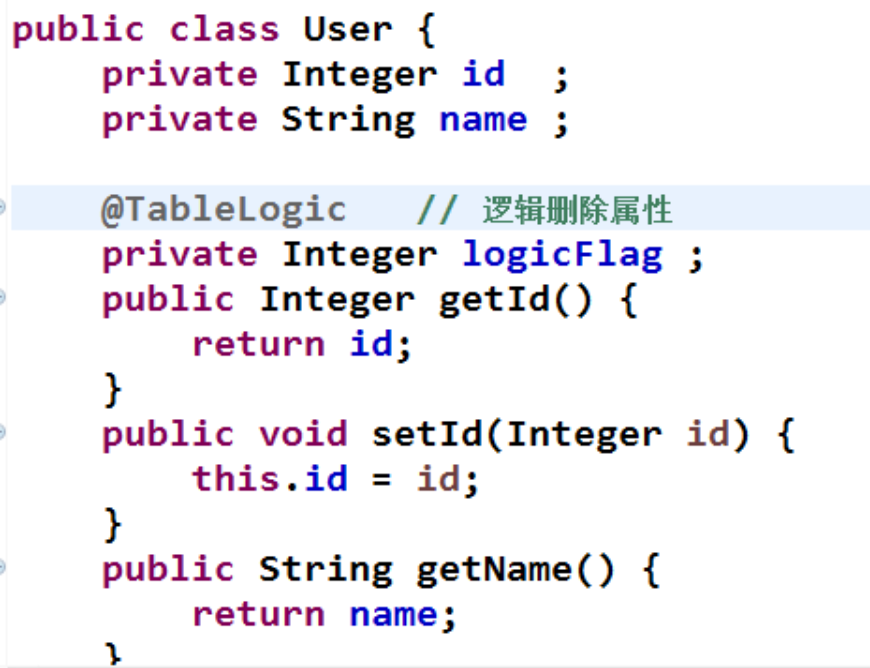 public class User {
    private Integer id  ;
    private String name ;
    @TableLogic   // 逻辑删除属性
    private Integer logicFlag ;
    public Integer getId() {
        return id;
    }
    public void setId(Integer id) {
        this.id = id;
    }
    public String getName() {
        return name;
    }